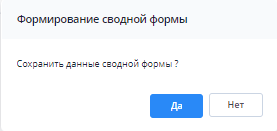 Формирование сводной формы
Сохранить данные сводной формы ?
Да
Нет